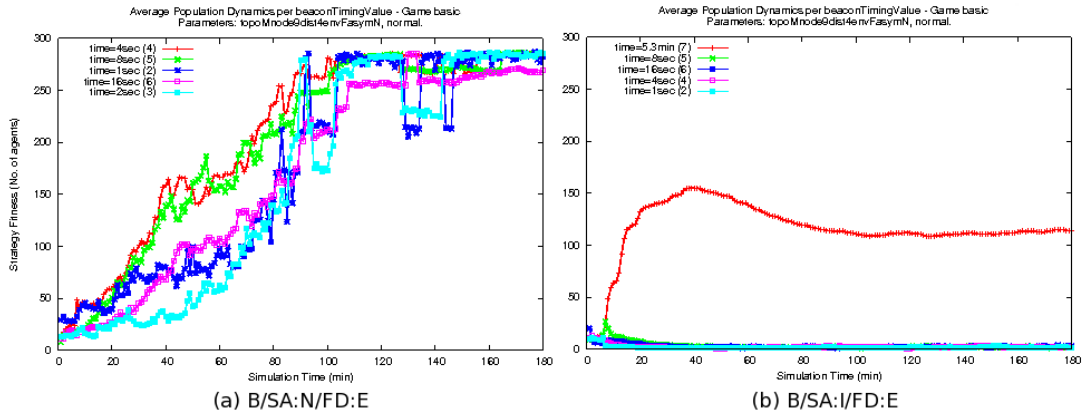 Average Population Dynamics per beaconTimingValue - Game basic
Parameters: topoMnode9dist4envFasymN, normal.
300
250
200
150
100
50
0
Strategy Fitness (No. of agents)
time=4sec (4)
time=8sec (5)
time=1sec (2)
time=16sec (6)
time=2sec (3)
0 20 40 60 80 100 120 140 160 180
Simulation Time (min)
(a) B/SA:N/FD:E
Average Population Dynamics per beaconTimingValue - Game basic
Parameters: topoMnode9dist4envFasymN, normal.
300
250
200
150
100
50
0
time=5.3min (7)
time=8sec (5)
time=16sec (6)
time=4sec (4)
time=1sec (2)
0 20 40 60 80 100 120 140 160 180
Simulation Time (min)
(b) B/SA:I/FD:E